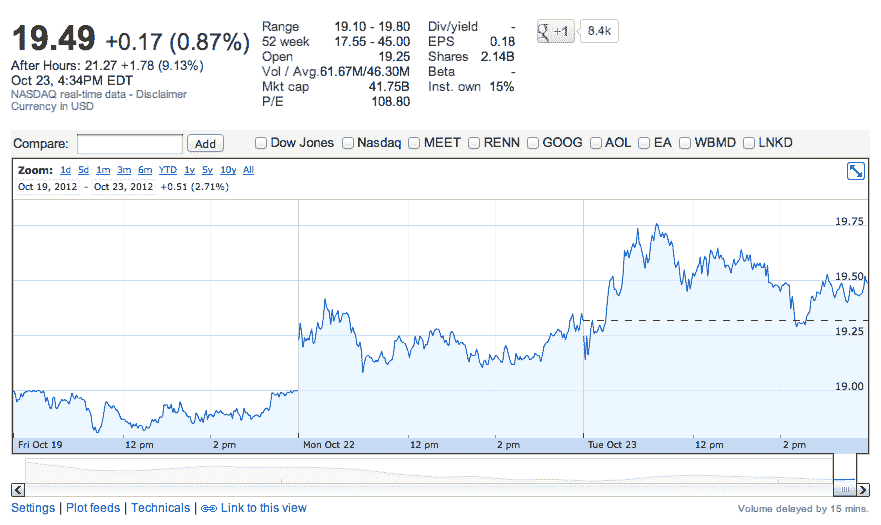 19.49 +0.17 (0.87%)
After Hours: 21.27 +1.78 (9.13%)
Oct 23, 4:34PM EDT
NASDAQ real-time data - Disclaimer
Currency in USD
Range 19.10 - 19.80
52 week 17.55 - 45.00
Open 19.25
Vol / Avg. 61.67M/46.30M
Mkt cap 41.75B
P/E 108.80
Div/yield -
EPS 0.18
Shares 2.14B
Beta -
Inst. own 15%
g +1 8.4k
Compare: Add Dow Jones Nasdaq MEET RENN GOOG AOL EA WBMD LNKD
Zoom: 1d 5d 1m 3m 6m YTD 1y 5y 10y All
Oct 19, 2012 - Oct 23, 2012 +0.51 (2.71%)
19.75
19.50
19.25
19.00
Fri Oct 19 12 pm 2 pm Mon Oct 22 12 pm 2 pm Tue Oct 23 12 pm 2 pm
Settings | Plot feeds | Technicals | Link to this view
Volume delayed by 15 mins.